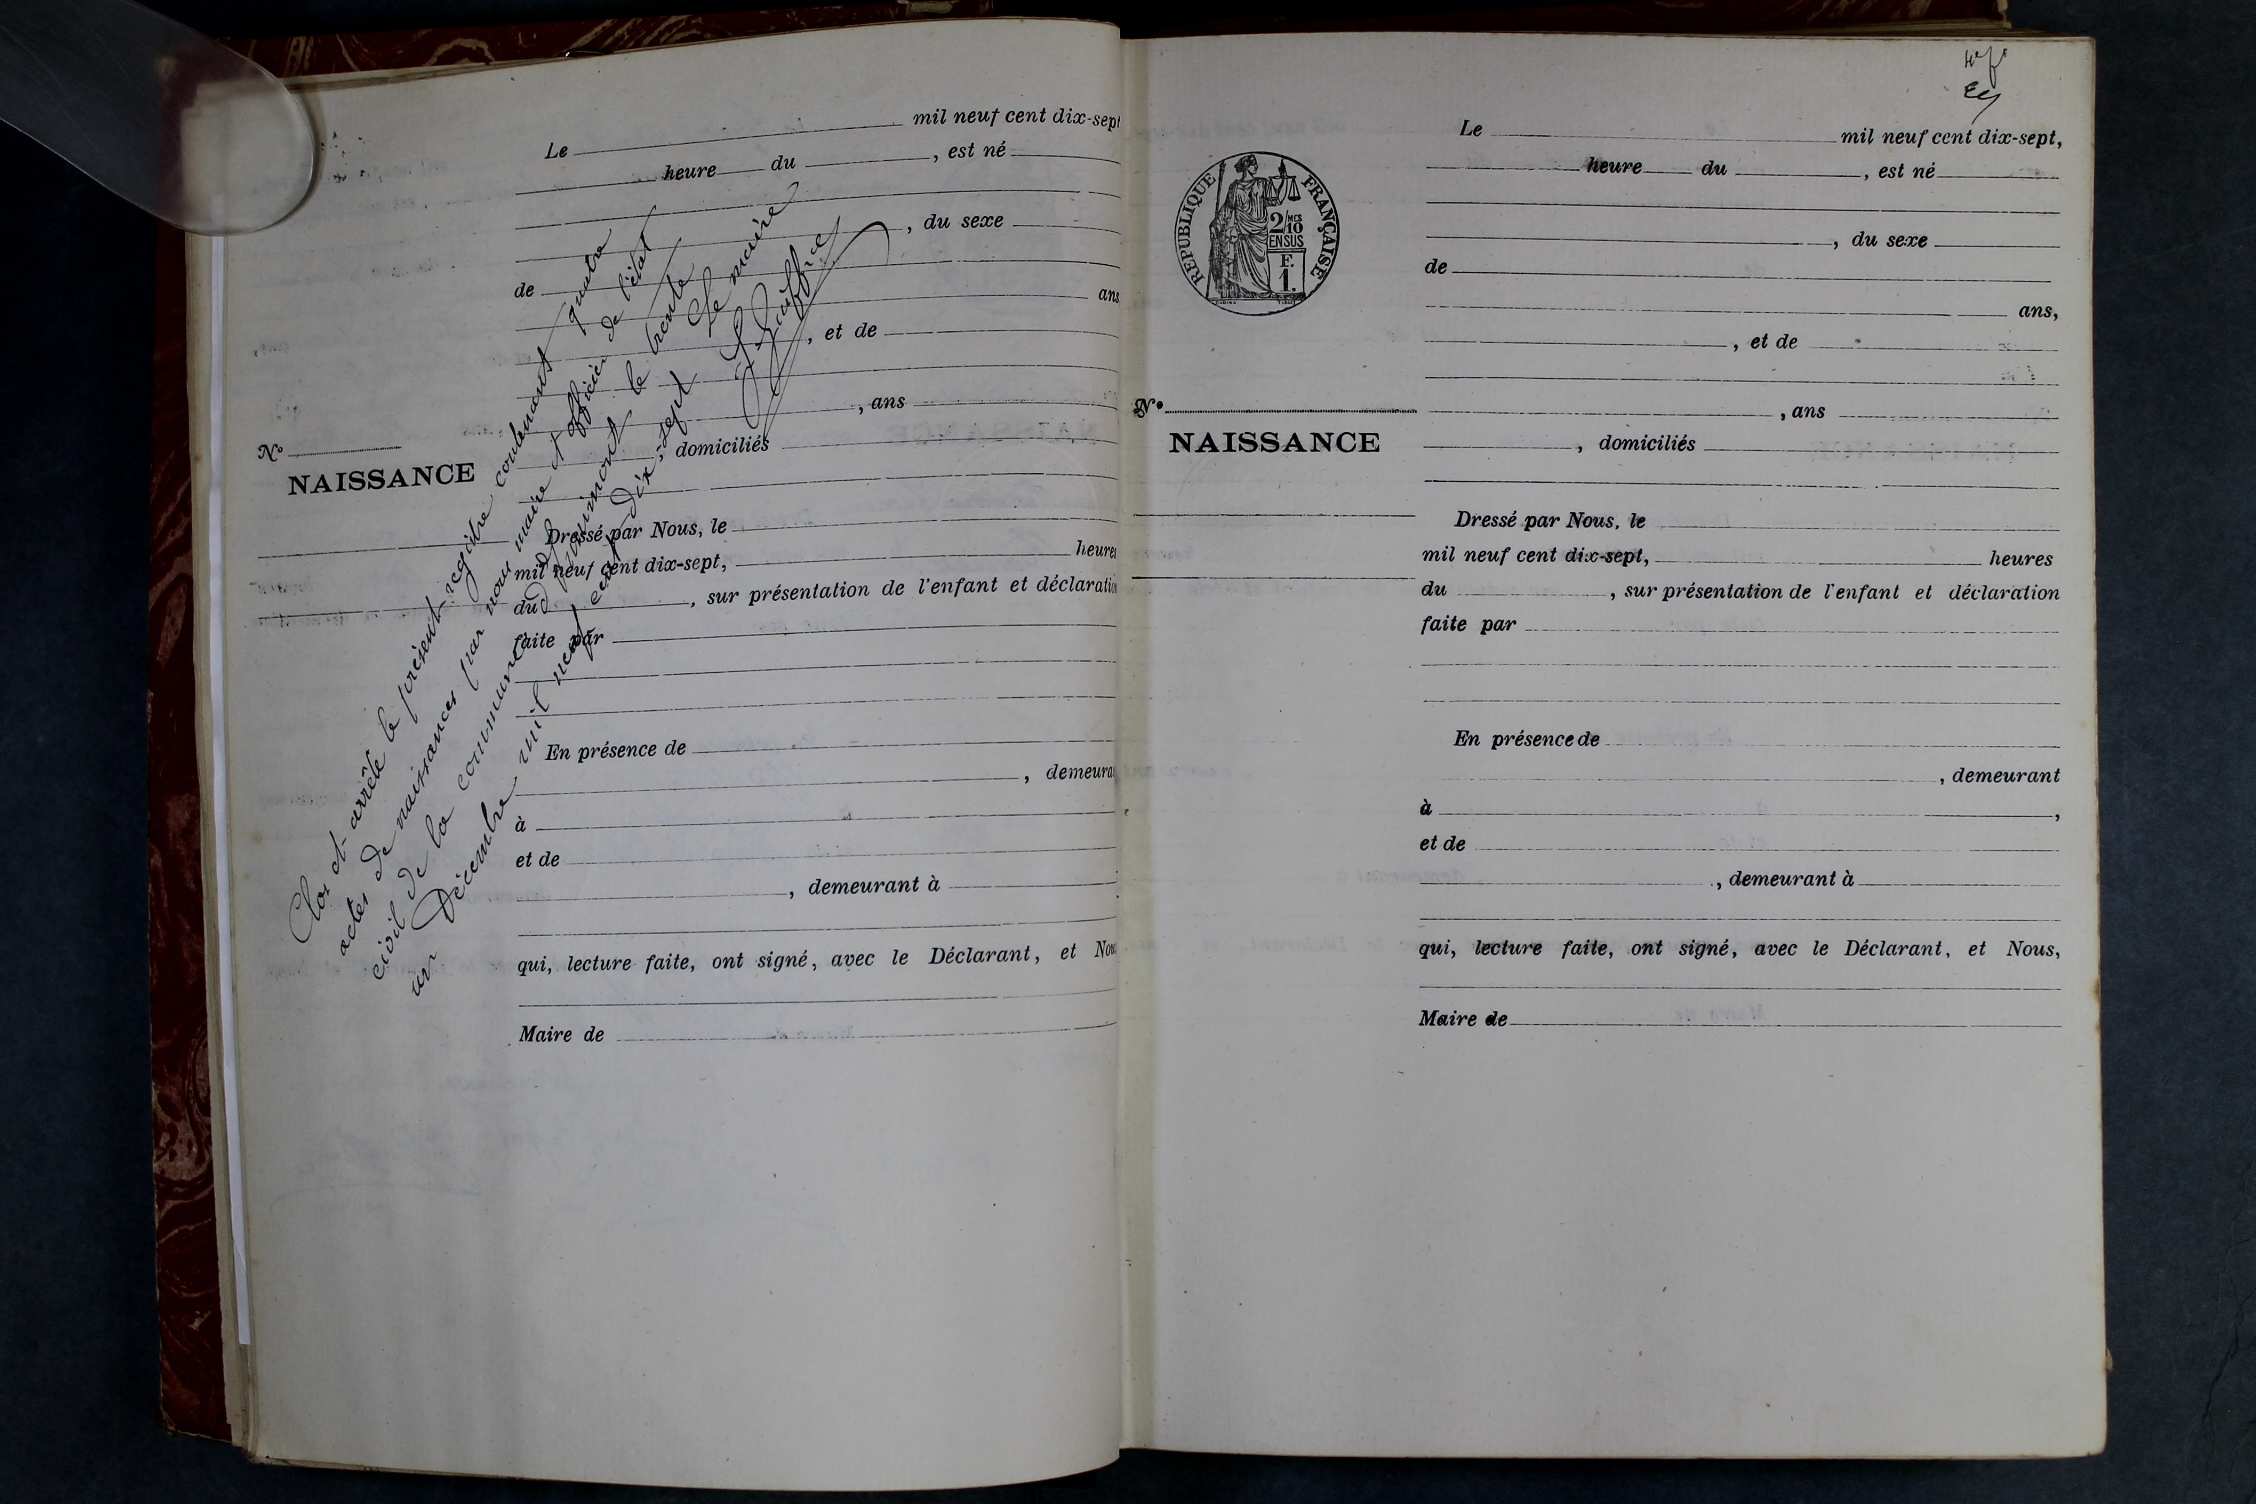 Le mil neuf cent dix-sept
heure du , est né
, du sexe
de
ans
, et de
, ans
, domiciliés
N°
NAISSANCE
Dressé par Nous, le
mil neuf cent dix-sept, heures
du , sur présentation de l'enfant et déclaration
faite par
En présence de
, demeurant
à
et de
, demeurant à
qui, lecture faite, ont signé, avec le Déclarant, et Nous
Maire de
Clos et arrêté le présent registre contenant quatre
actes de naissances par nous maire et officier de l'état
civil de la commune de le trente
un Décembre mil neuf cent dix-sept
Le maire
4e
Le mil neuf cent dix-sept,
heure du , est né
, du sexe
de
ans,
, et de
, ans
, domiciliés
RÉPUBLIQUE FRANÇAISE
2/10 MES
EN SUS
F.
1.
N°
NAISSANCE
Dressé par Nous, le
mil neuf cent dix-sept, heures
du , sur présentation de l'enfant et déclaration
faite par
En présence de
, demeurant
à ,
et de
, demeurant à
qui, lecture faite, ont signé, avec le Déclarant, et Nous,
Maire de